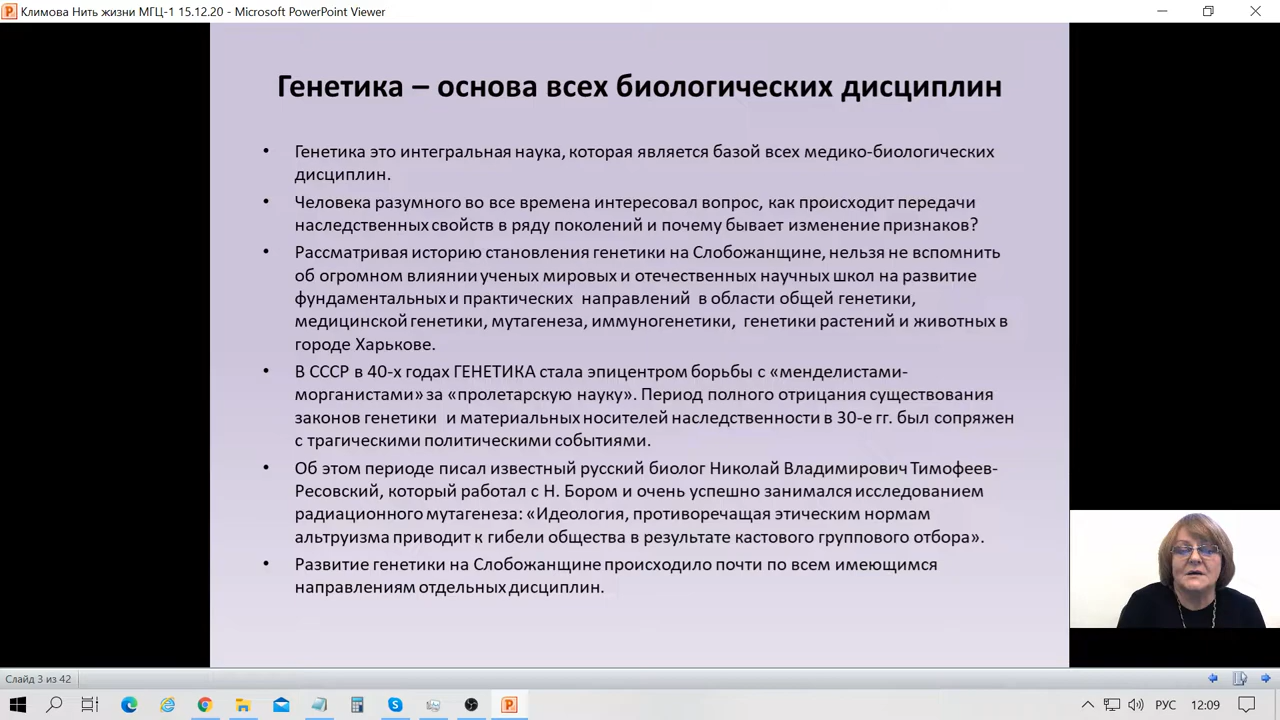 Климова Нить жизни МГЦ-1 15.12.20 - Microsoft PowerPoint Viewer
Генетика – основа всех биологических дисциплин
• Генетика это интегральная наука, которая является базой всех медико-биологических
дисциплин.
• Человека разумного во все времена интересовал вопрос, как происходит передачи
наследственных свойств в ряду поколений и почему бывает изменение признаков?
• Рассматривая историю становления генетики на Слобожанщине, нельзя не вспомнить
об огромном влиянии ученых мировых и отечественных научных школ на развитие
фундаментальных и практических направлений в области общей генетики,
медицинской генетики, мутагенеза, иммуногенетики, генетики растений и животных в
городе Харькове.
• В СССР в 40-х годах ГЕНЕТИКА стала эпицентром борьбы с «менделистами-
морганистами» за «пролетарскую науку». Период полного отрицания существования
законов генетики и материальных носителей наследственности в 30-е гг. был сопряжен
с трагическими политическими событиями.
• Об этом периоде писал известный русский биолог Николай Владимирович Тимофеев-
Ресовский, который работал с Н. Бором и очень успешно занимался исследованием
радиационного мутагенеза: «Идеология, противоречащая этическим нормам
альтруизма приводит к гибели общества в результате кастового группового отбора».
• Развитие генетики на Слобожанщине происходило почти по всем имеющимся
направлениям отдельных дисциплин.
Слайд 3 из 42
РУС 12:09